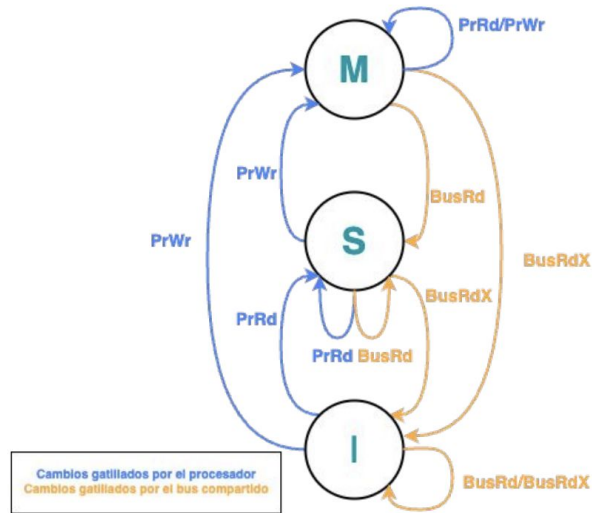 PrRd/PrWr
M
PrWr
BusRd
PrWr
S
BusRdX
BusRdX
PrRd
PrRd BusRd
I
Cambios gatillados por el procesador
Cambios gatillados por el bus compartido
BusRd/BusRdX